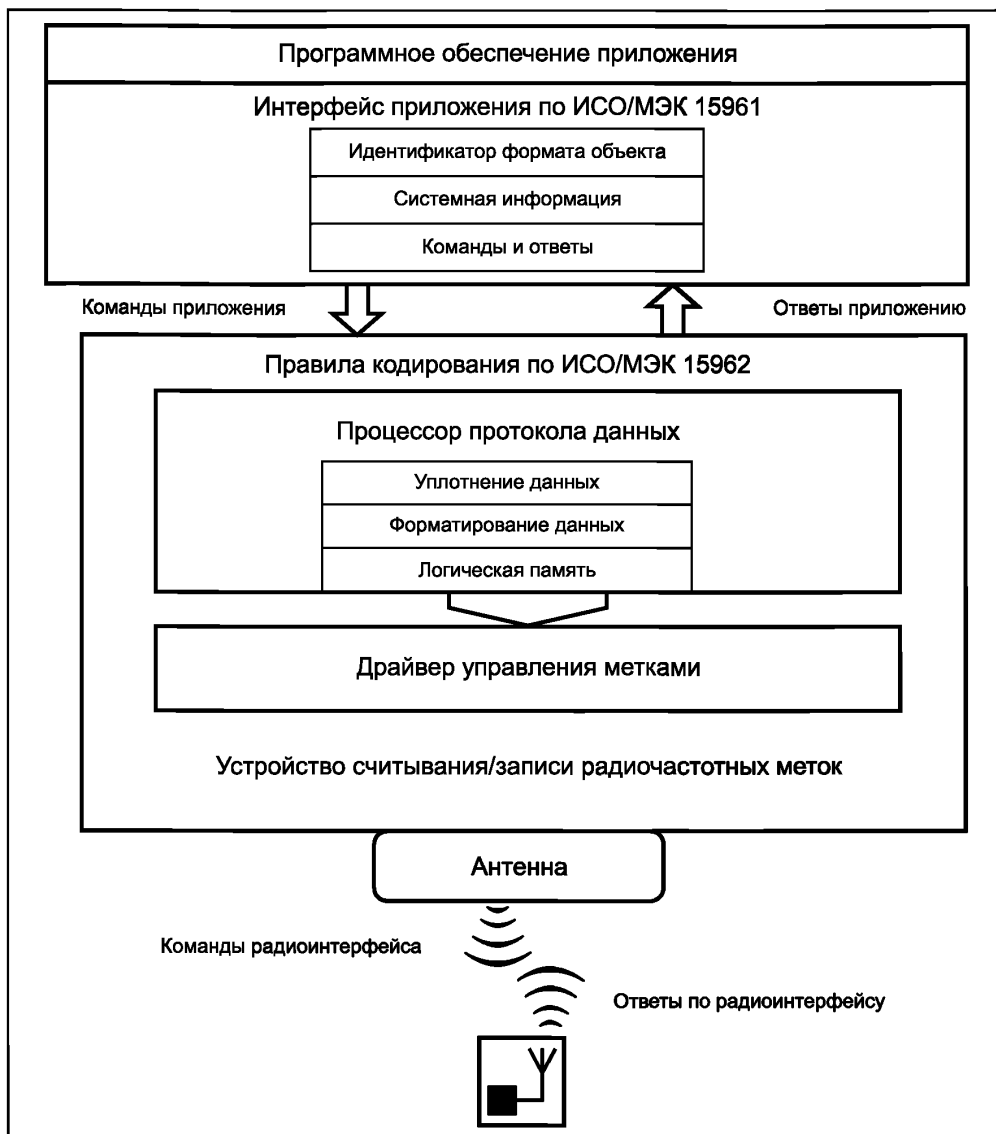 Программное обеспечение приложения
Интерфейс приложения по ИСО/МЭК 15961
Идентификатор формата объекта
Системная информация
Команды и ответы
Команды приложения
Ответы приложению
Правила кодирования по ИСО/МЭК 15962
Процессор протокола данных
Уплотнение данных
Форматирование данных
Логическая память
Драйвер управления метками
Устройство считывания/записи радиочастотных меток
Антенна
Команды радиоинтерфейса
Ответы по радиоинтерфейсу